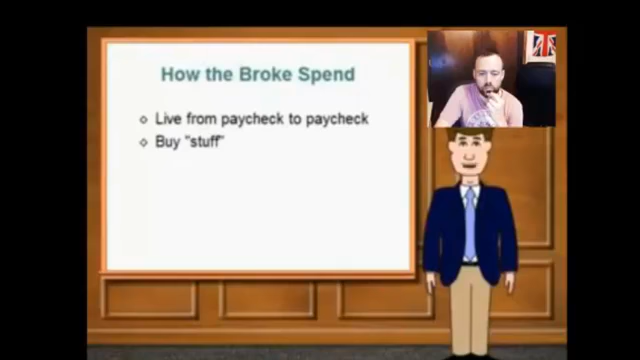 How the Broke Spend
Live from paycheck to paycheck
Buy "stuff"